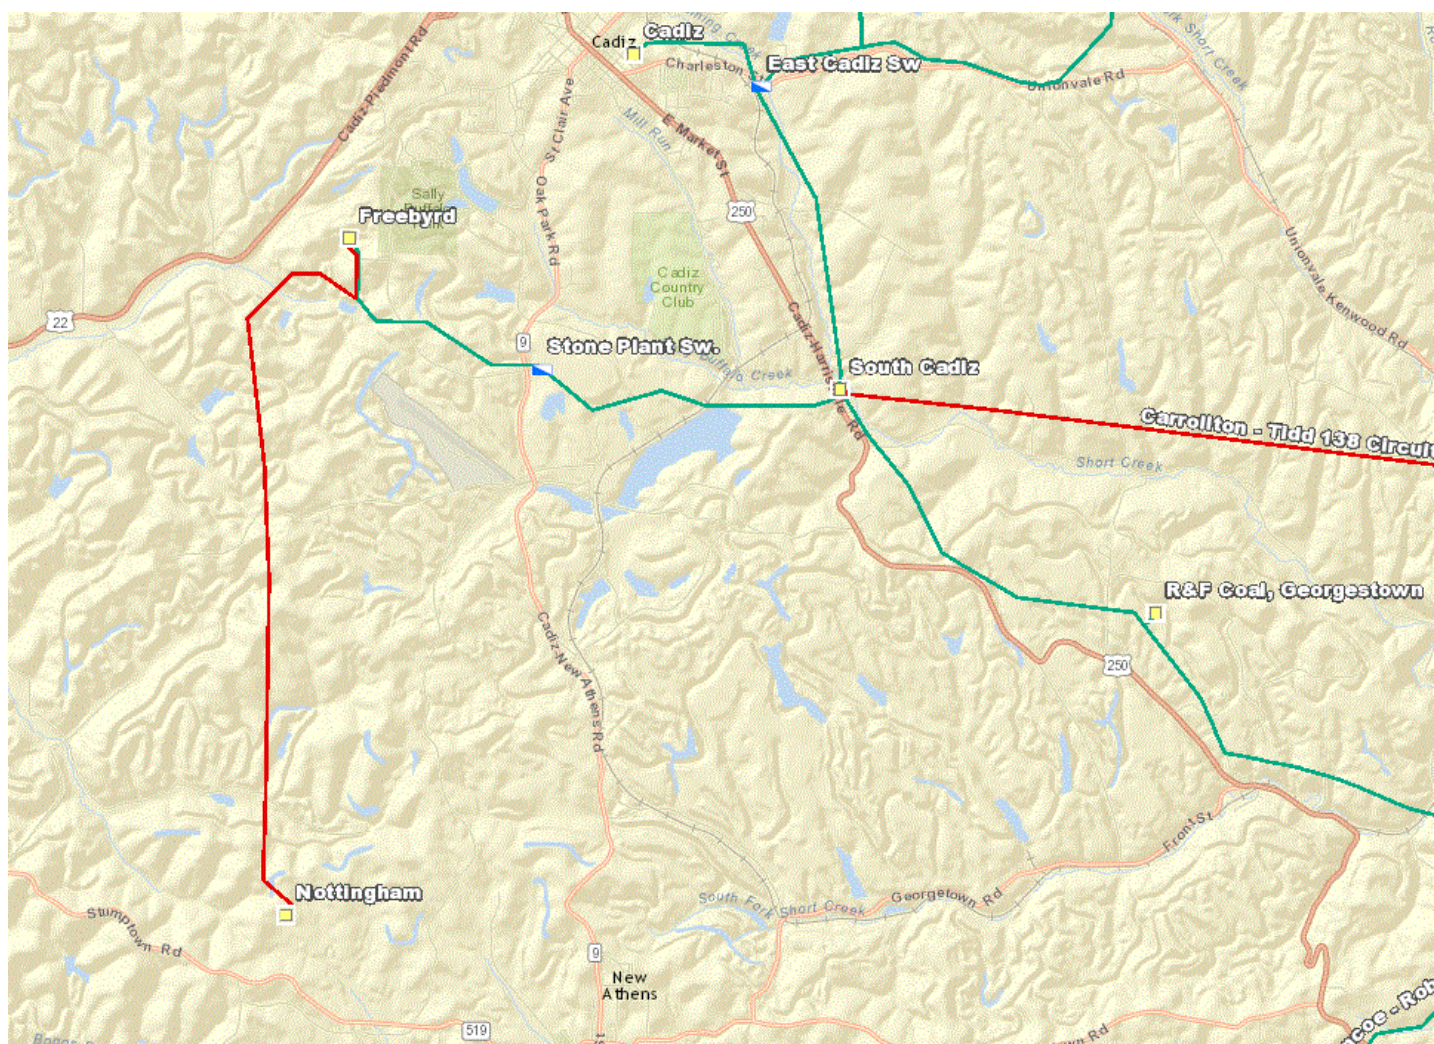 Cadiz-Piedmont Rd
Cadiz
Cadiz
Charleston St
East Cadiz Sw
Unionvale Rd
Short Creek
St Clair Ave
Mill Run
E Market St
Oak Park Rd
250
Sally
Buffalo
Park
Freebyrd
Cadiz
Country
Club
Unionvale Kenwood Rd
22
9
Stone Plant Sw.
Buffalo Creek
Cadiz-Harrisville Rd
South Cadiz
Carrollton - Tidd 138 Circuit
Short Creek
R&F Coal, Georgestown
Cadiz-New Athens Rd
250
Front St
Nottingham
Stumptown Rd
South Fork Short Creek
Georgetown Rd
9
New
Athens
519